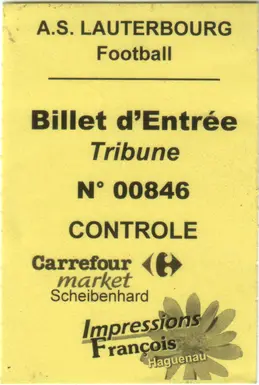 A.S. LAUTERBOURG
Football
Billet d'Entrée
Tribune
N° 00846
CONTROLE
Carrefour
market
Scheibenhard
Impressions
François
Haguenau